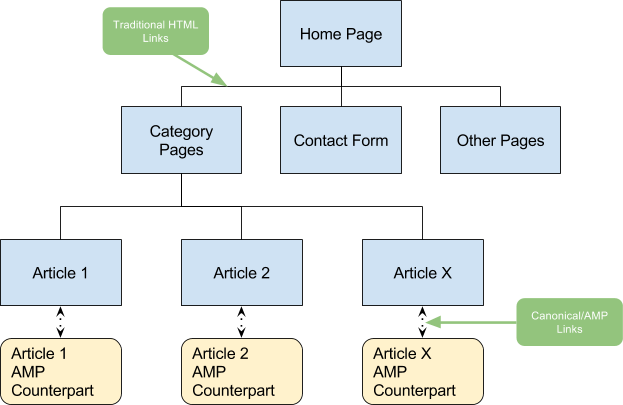 Traditional HTML
Links
Home Page
Category
Pages
Contact Form
Other Pages
Article 1
Article 2
Article X
Canonical/AMP
Links
Article 1
AMP
Counterpart
Article 2
AMP
Counterpart
Article X
AMP
Counterpart